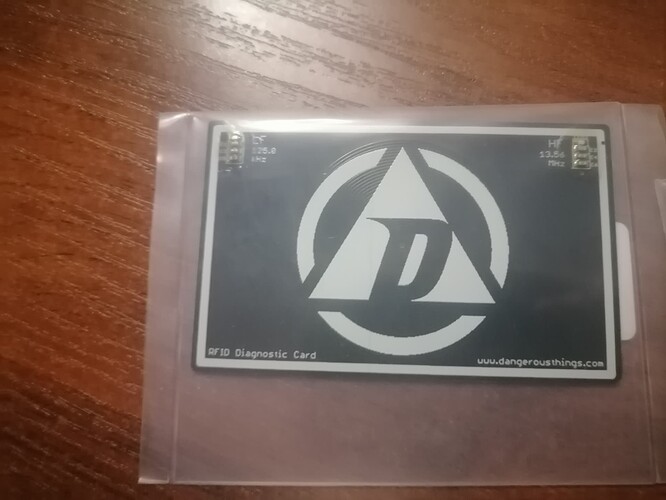 LF
125.0
kHz
HF
13.56
MHz
D
RFID Diagnostic Card
www.dangerousthings.com